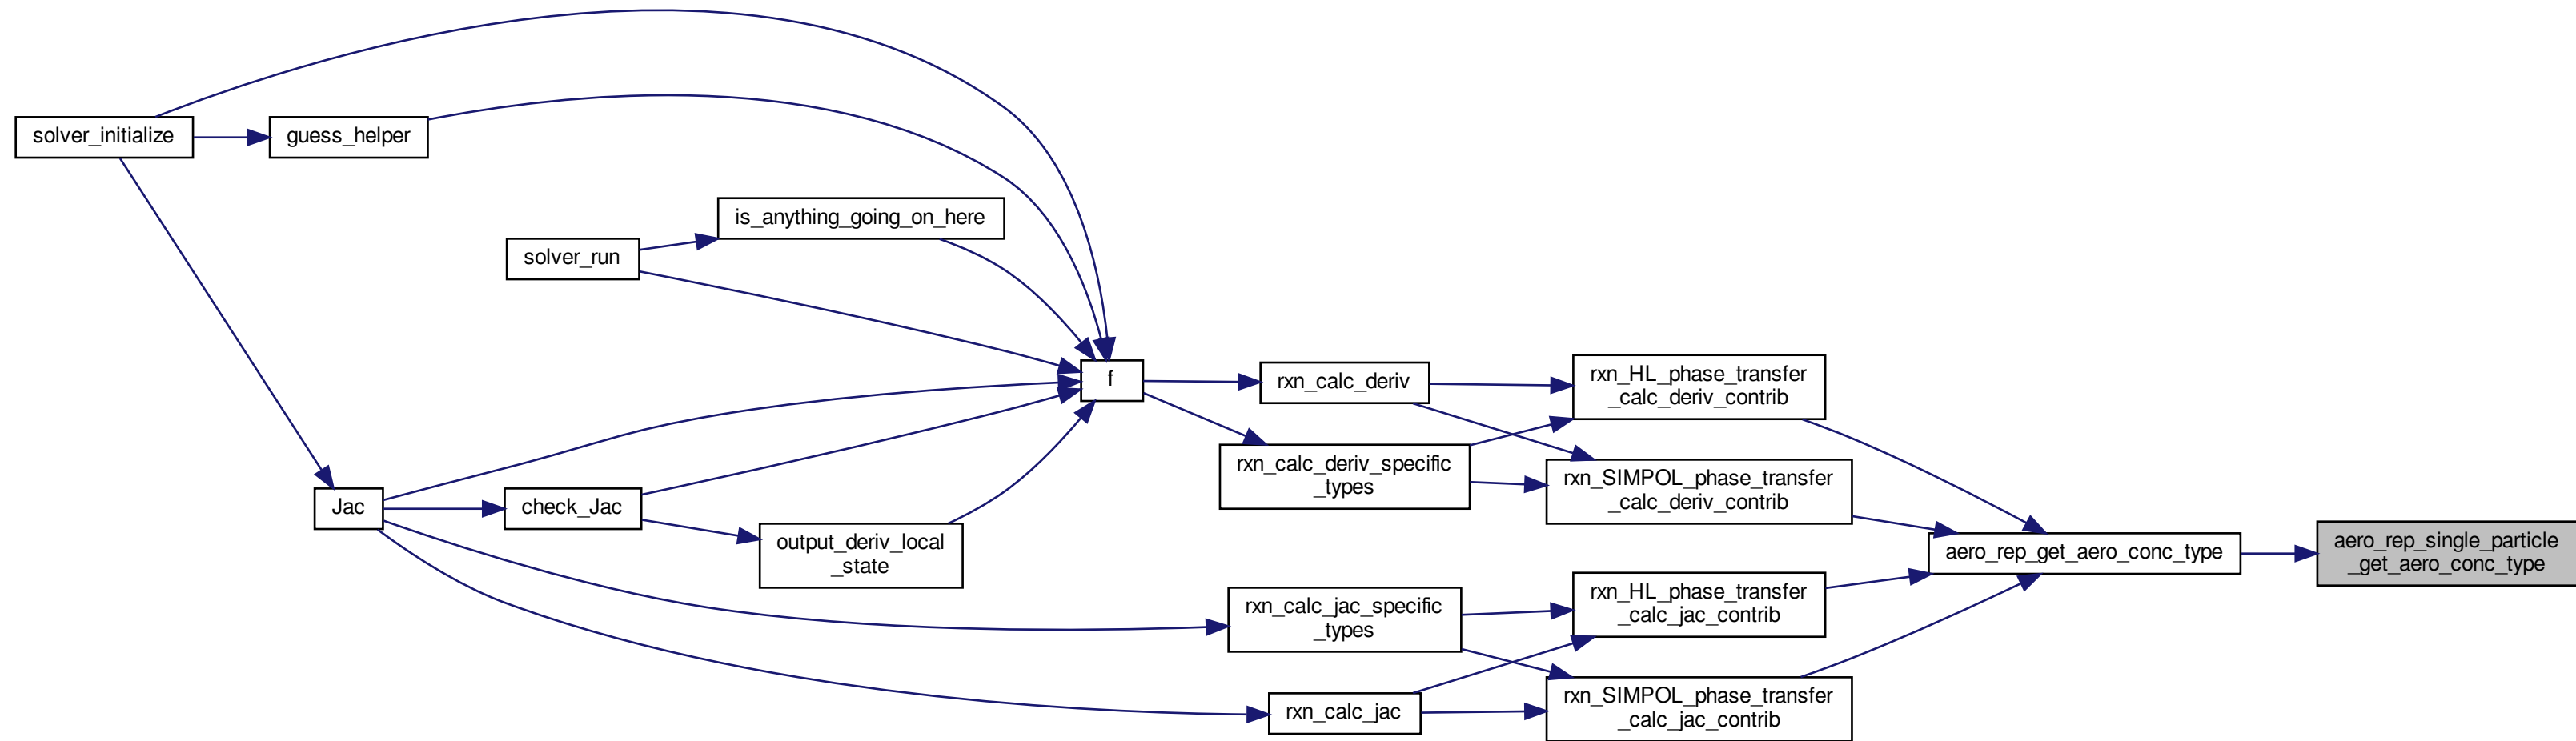 solver_initialize
guess_helper
is_anything_going_on_here
solver_run
f
rxn_calc_deriv
rxn_HL_phase_transfer
_calc_deriv_contrib
rxn_calc_deriv_specific
_types
rxn_SIMPOL_phase_transfer
_calc_deriv_contrib
Jac
check_Jac
output_deriv_local
_state
aero_rep_get_aero_conc_type
aero_rep_single_particle
_get_aero_conc_type
rxn_calc_jac_specific
_types
rxn_HL_phase_transfer
_calc_jac_contrib
rxn_calc_jac
rxn_SIMPOL_phase_transfer
_calc_jac_contrib